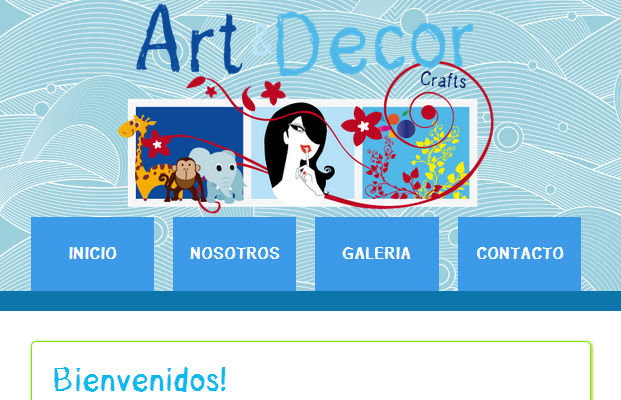 Art & Decor
Crafts
INICIO NOSOTROS GALERIA CONTACTO
Bienvenidos!